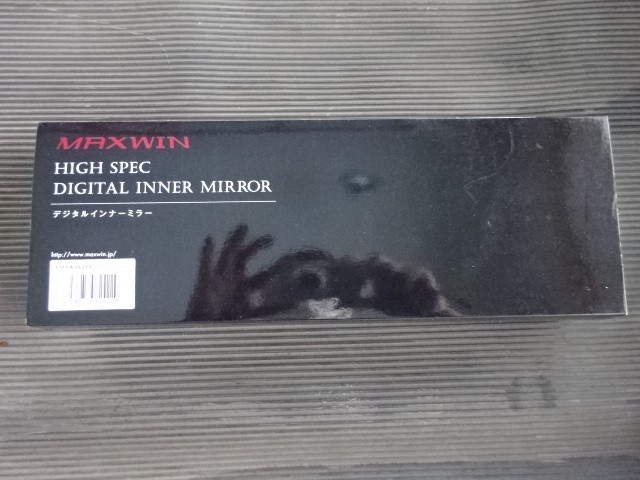 MAXWIN
HIGH SPEC
DIGITAL INNER MIRROR
デジタルインナーミラー
http://www.maxwin.jp/